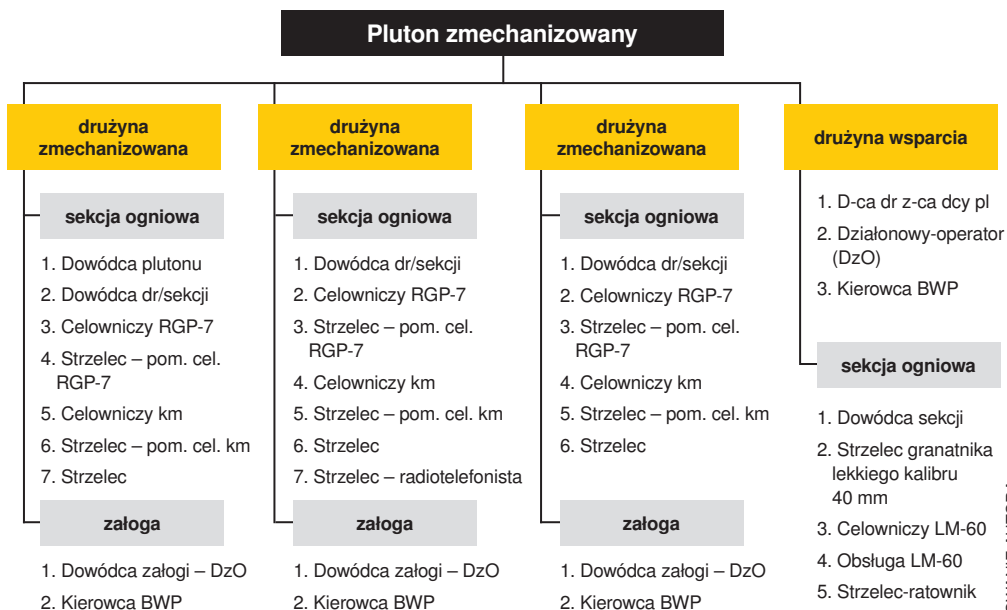 Pluton zmechanizowany
drużyna
zmechanizowana
sekcja ogniowa
1. Dowódca plutonu
2. Dowódca dr/sekcji
3. Celowniczy RGP-7
4. Strzelec – pom. cel.
RGP-7
5. Celowniczy km
6. Strzelec – pom. cel. km
7. Strzelec
załoga
1. Dowódca załogi – DzO
2. Kierowca BWP
drużyna
zmechanizowana
sekcja ogniowa
1. Dowódca dr/sekcji
2. Celowniczy RGP-7
3. Strzelec – pom. cel.
RGP-7
4. Celowniczy km
5. Strzelec – pom. cel. km
6. Strzelec
7. Strzelec – radiotelefonista
załoga
1. Dowódca załogi – DzO
2. Kierowca BWP
drużyna
zmechanizowana
sekcja ogniowa
1. Dowódca dr/sekcji
2. Celowniczy RGP-7
3. Strzelec – pom. cel.
RGP-7
4. Celowniczy km
5. Strzelec – pom. cel. km
6. Strzelec
załoga
1. Dowódca załogi – DzO
2. Kierowca BWP
drużyna wsparcia
1. D-ca dr z-ca dcy pl
2. Działonowy-operator
(DzO)
3. Kierowca BWP
sekcja ogniowa
1. Dowódca sekcji
2. Strzelec granatnika
lekkiego kalibru
40 mm
3. Celowniczy LM-60
4. Obsługa LM-60
5. Strzelec-ratownik